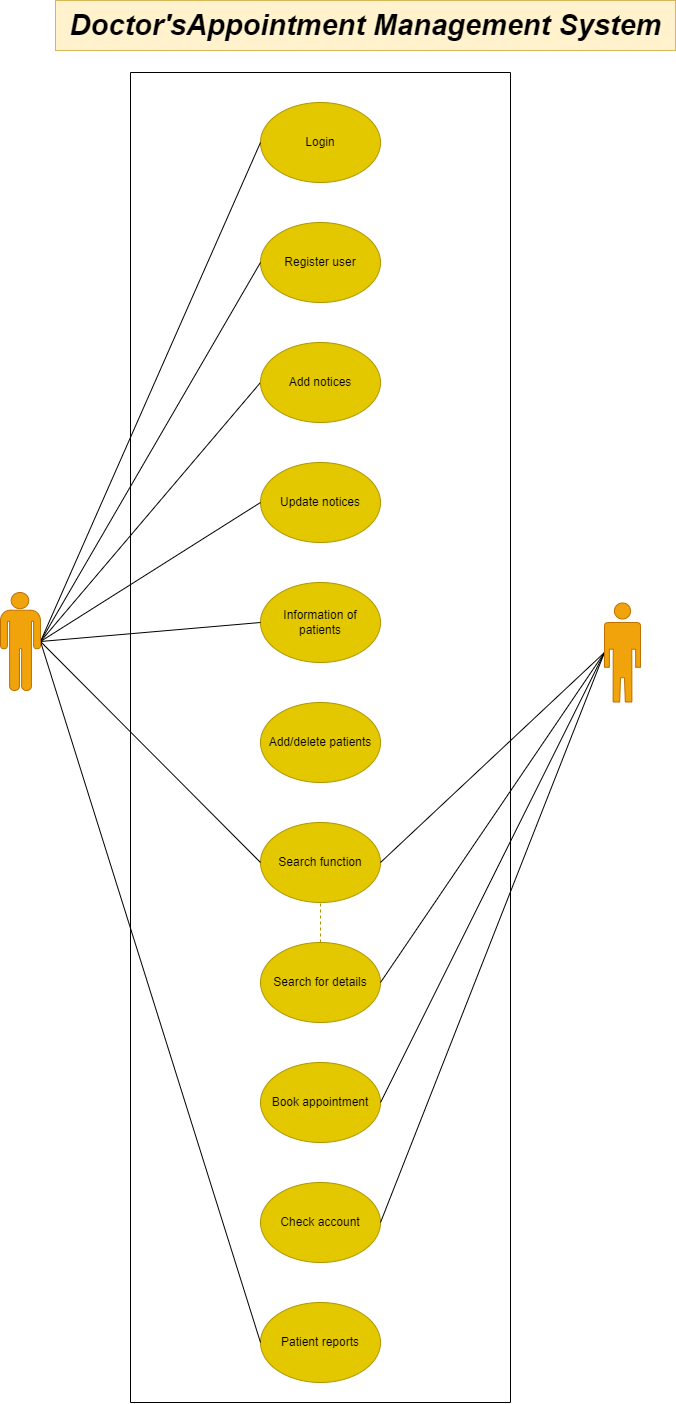 Doctor'sAppointment Management System
Login
Register user
Add notices
Update notices
Information of
patients
Add/delete patients
Search function
Search for details
Book appointment
Check account
Patient reports